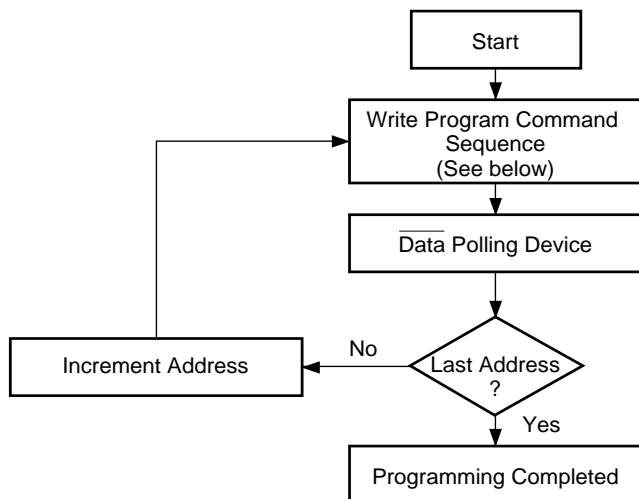 Start
Write Program Command
Sequence
(See below)
Data Polling Device
No
Increment Address
Last Address
?
Yes
Programming Completed